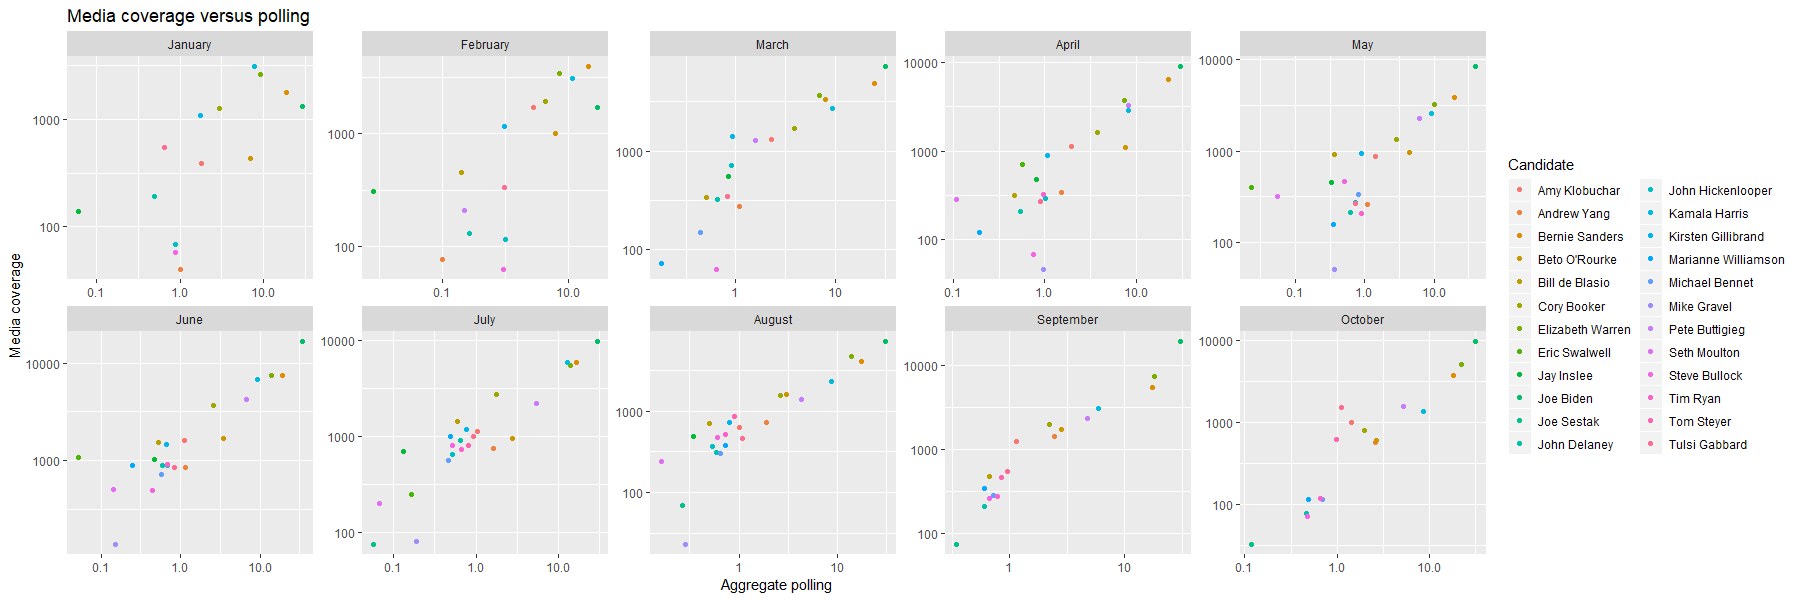 Media coverage versus polling
January
February
March
April
May
1000
100
0.1
1.0
10.0
1000
100
0.1
10.0
1000
100
1
10
10000
1000
100
0.1
1.0
10.0
10000
1000
100
0.1
1.0
10.0
Media coverage
June
July
August
September
October
10000
1000
0.1
1.0
10.0
10000
1000
100
0.1
1.0
10.0
1000
100
1
10
10000
1000
100
1
10
10000
1000
100
0.1
1.0
10.0
Aggregate polling
Candidate
Amy Klobuchar
Andrew Yang
Bernie Sanders
Beto O'Rourke
Bill de Blasio
Cory Booker
Elizabeth Warren
Eric Swalwell
Jay Inslee
Joe Biden
Joe Sestak
John Delaney
John Hickenlooper
Kamala Harris
Kirsten Gillibrand
Marianne Williamson
Michael Bennet
Mike Gravel
Pete Buttigieg
Seth Moulton
Steve Bullock
Tim Ryan
Tom Steyer
Tulsi Gabbard